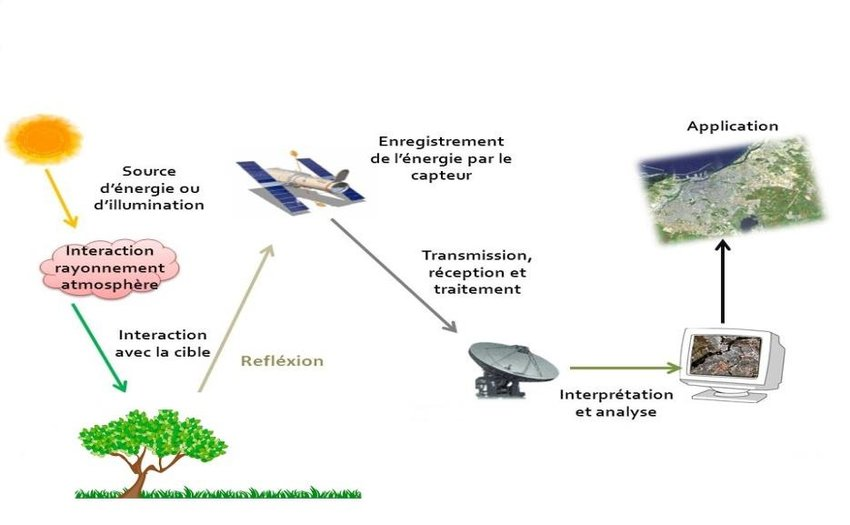 Source
d'énergie ou
d'illumination
Interaction
rayonnement
atmosphère
Interaction
avec la cible
Refléxion
Enregistrement
de l'énergie par le
capteur
Transmission,
réception et
traitement
Interprétation
et analyse
Application